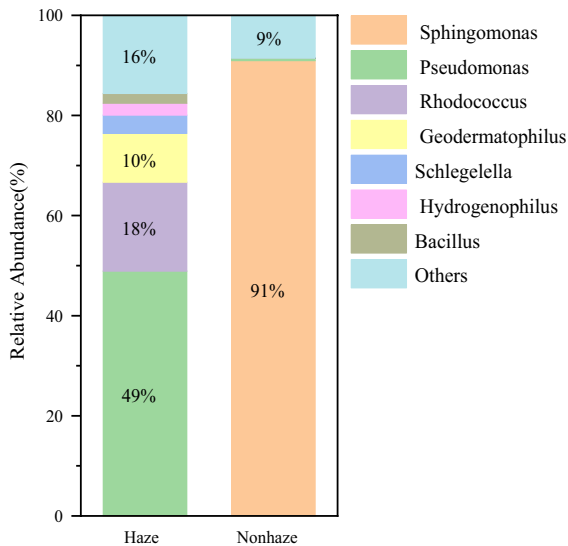 Relative Abundance(%)
100
80
60
40
20
0
16%
10%
18%
49%
9%
91%
Haze
Nonhaze
Sphingomonas
Pseudomonas
Rhodococcus
Geodermatophilus
Schlegelella
Hydrogenophilus
Bacillus
Others